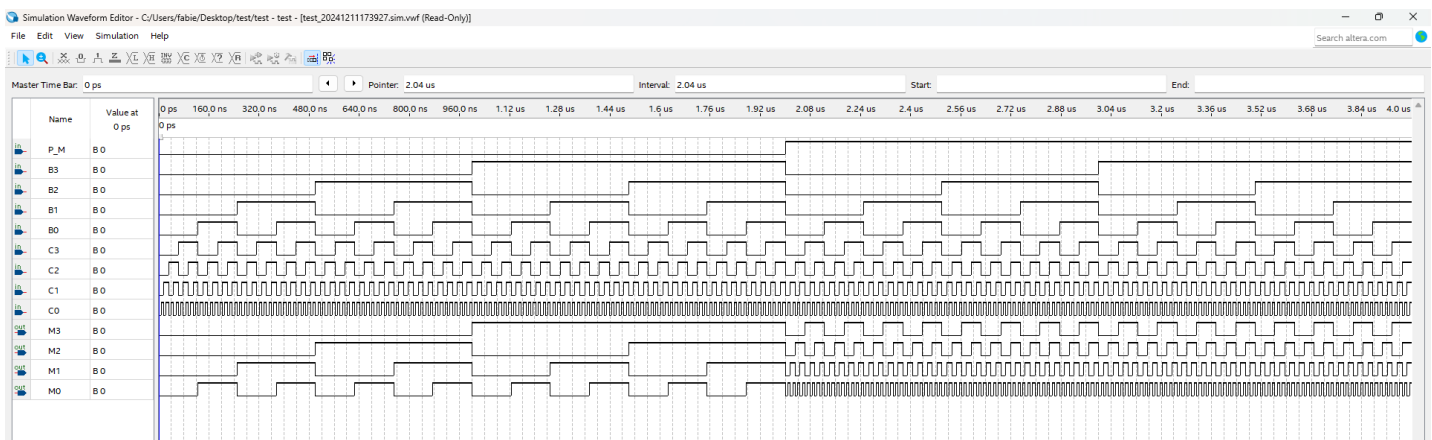 Simulation Waveform Editor - C:/Users/fabie/Desktop/test/test - test - [test_20241211173927.sim.vwf (Read-Only)]
File Edit View Simulation Help
Search altera.com
Master Time Bar: 0 ps Pointer: 2.04 us Interval: 2.04 us Start: End:
Name Value at 0 ps
0 ps 160.0 ns 320.0 ns 480.0 ns 640.0 ns 800.0 ns 960.0 ns 1.12 us 1.28 us 1.44 us 1.6 us 1.76 us 1.92 us 2.08 us 2.24 us 2.4 us 2.56 us 2.72 us 2.88 us 3.04 us 3.2 us 3.36 us 3.52 us 3.68 us 3.84 us 4.0 us
0 ps
in P_M B 0
in B3 B 0
in B2 B 0
in B1 B 0
in B0 B 0
in C3 B 0
in C2 B 0
in C1 B 0
in C0 B 0
out M3 B 0
out M2 B 0
out M1 B 0
out M0 B 0